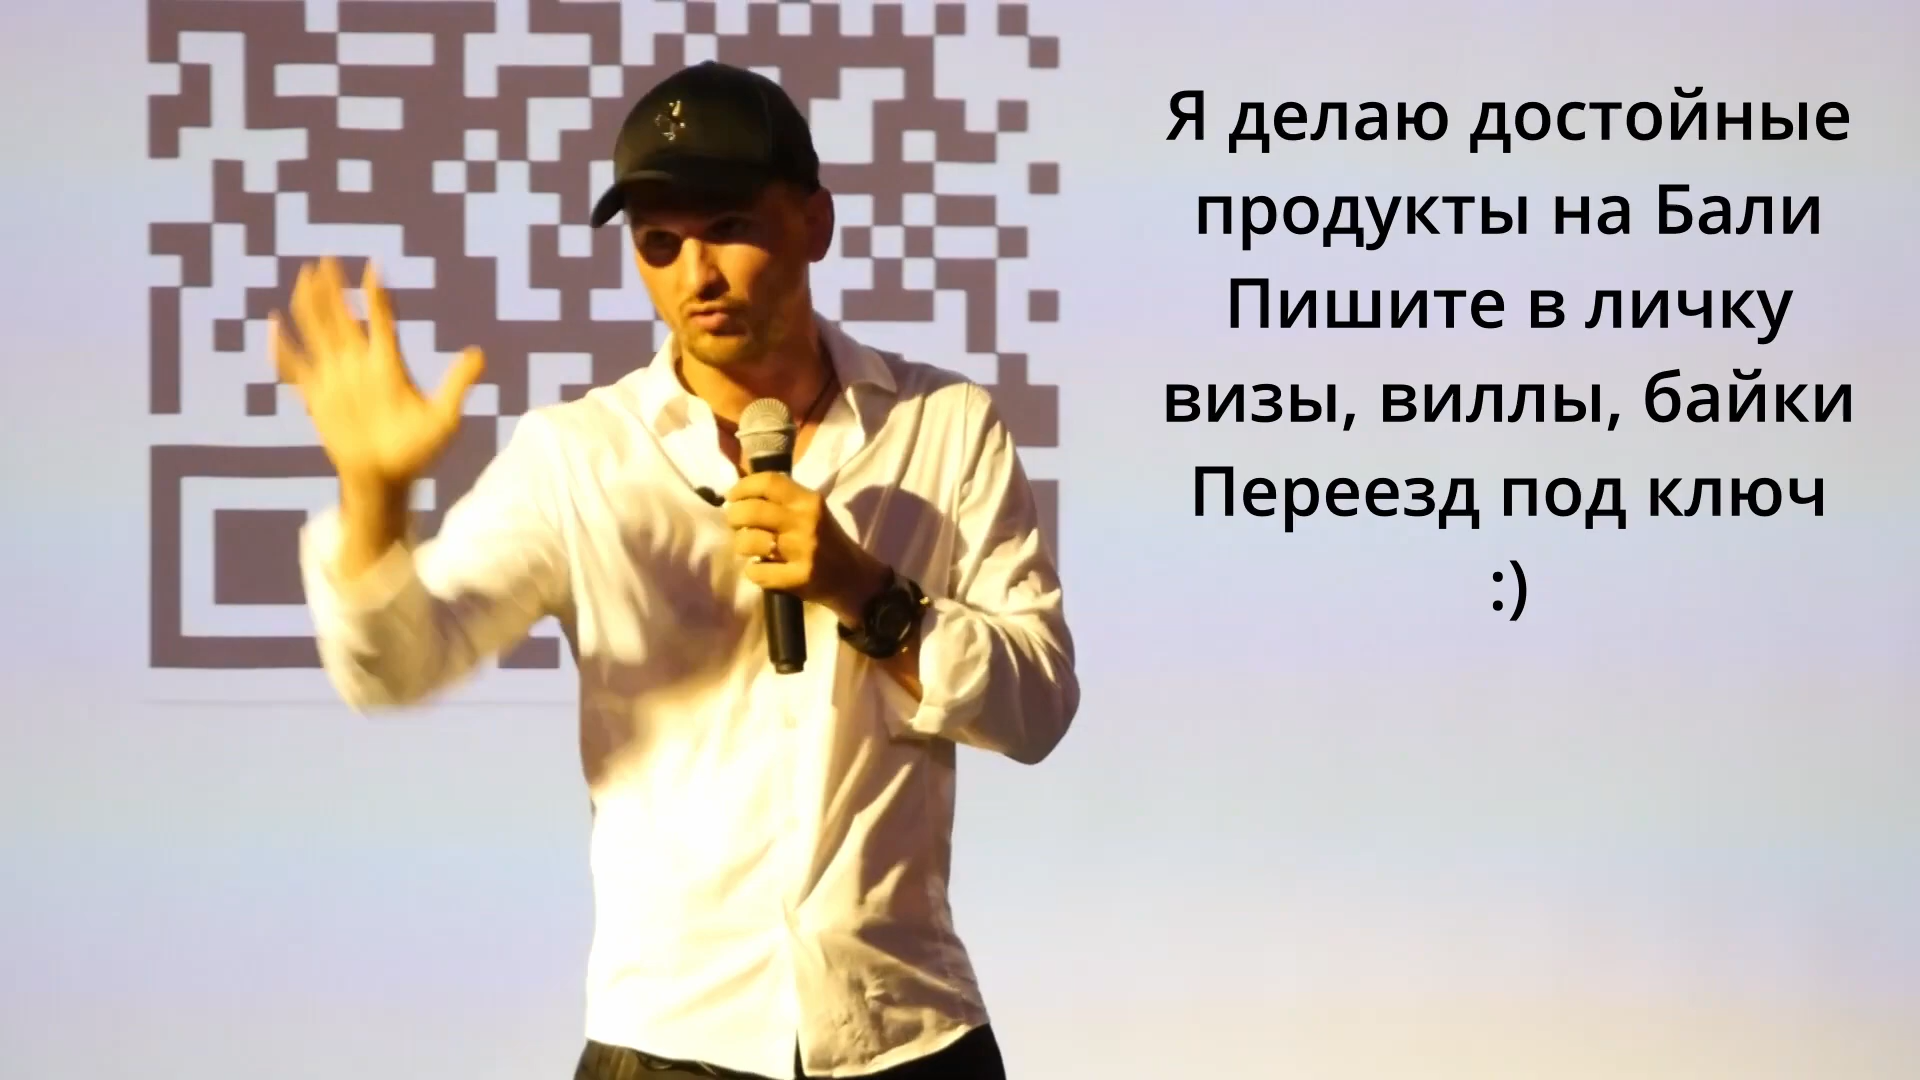 Я делаю достойные
продукты на Бали
Пишите в личку
визы, виллы, байки
Переезд под ключ
:)